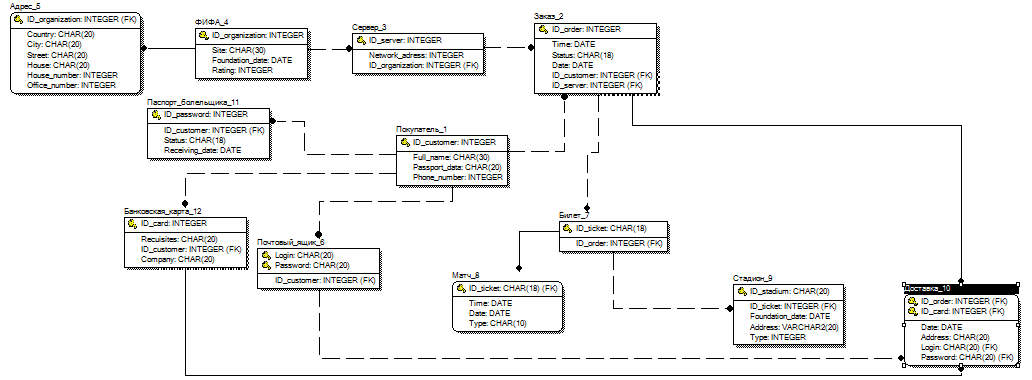 Адрес_5
ID_organization: INTEGER (FK)
Country: CHAR(20)
City: CHAR(20)
Street: CHAR(20)
House: CHAR(20)
House_number: INTEGER
Office_number: INTEGER
ФИФА_4
ID_organization: INTEGER
Site: CHAR(30)
Foundation_date: DATE
Rating: INTEGER
Сервер_3
ID_server: INTEGER
Network_address: INTEGER
ID_organization: INTEGER (FK)
Заказ_2
ID_order: INTEGER
Time: DATE
Status: CHAR(18)
Date: DATE
ID_customer: INTEGER (FK)
ID_server: INTEGER (FK)
Паспорт_болельщика_11
ID_password: INTEGER
ID_customer: INTEGER (FK)
Status: CHAR(18)
Receiving_date: DATE
Покупатель_1
ID_customer: INTEGER
Full_name: CHAR(30)
Passport_data: CHAR(20)
Phone_number: INTEGER
Банковская_карта_12
ID_card: INTEGER
Recuisites: CHAR(20)
ID_customer: INTEGER (FK)
Company: CHAR(20)
Почтовый_ящик_6
Login: CHAR(20)
Password: CHAR(20)
ID_customer: INTEGER (FK)
Билет_7
ID_ticket: CHAR(18)
ID_order: INTEGER (FK)
Матч_8
ID_ticket: CHAR(18) (FK)
Time: DATE
Date: DATE
Type: CHAR(10)
Стадион_9
ID_stadium: CHAR(20)
ID_ticket: INTEGER (FK)
Foundation_date: DATE
Address: VARCHAR2(20)
Type: INTEGER
Доставка_10
ID_order: INTEGER (FK)
ID_card: INTEGER (FK)
Date: DATE
Address: CHAR(20)
Login: CHAR(20) (FK)
Password: CHAR(20) (FK)